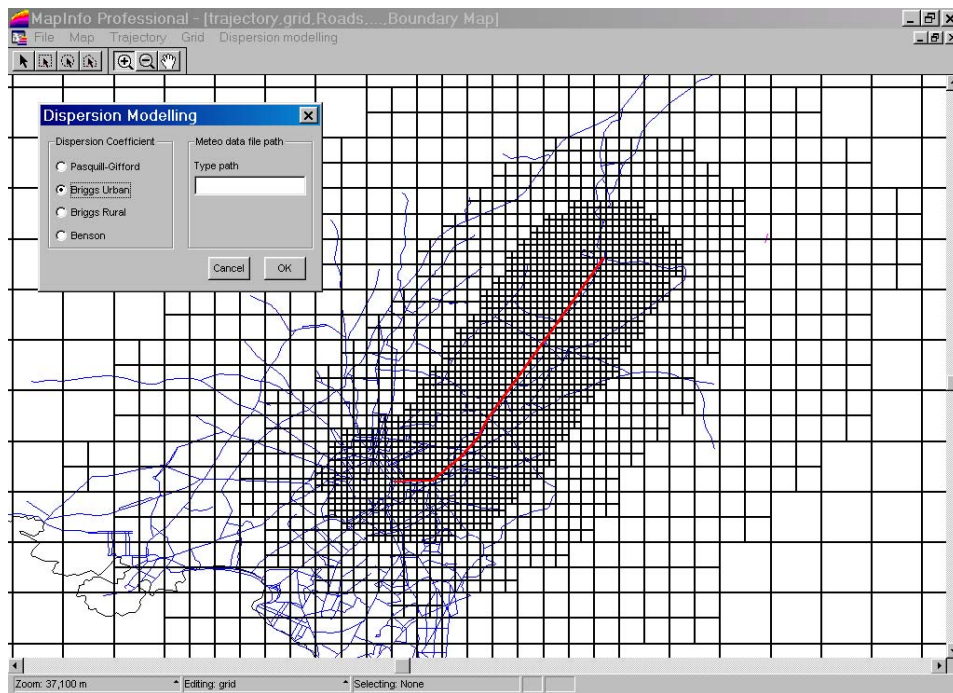 MapInfo Professional - [trajectory,grid,Roads,...,Boundary Map]
File Map Trajectory Grid Dispersion modelling
Dispersion Modelling
Dispersion Coefficient
Pasquill-Gifford
Briggs Urban
Briggs Rural
Benson
Meteo data file path
Type path
Cancel OK
Zoom: 37,100 m Editing: grid Selecting: None